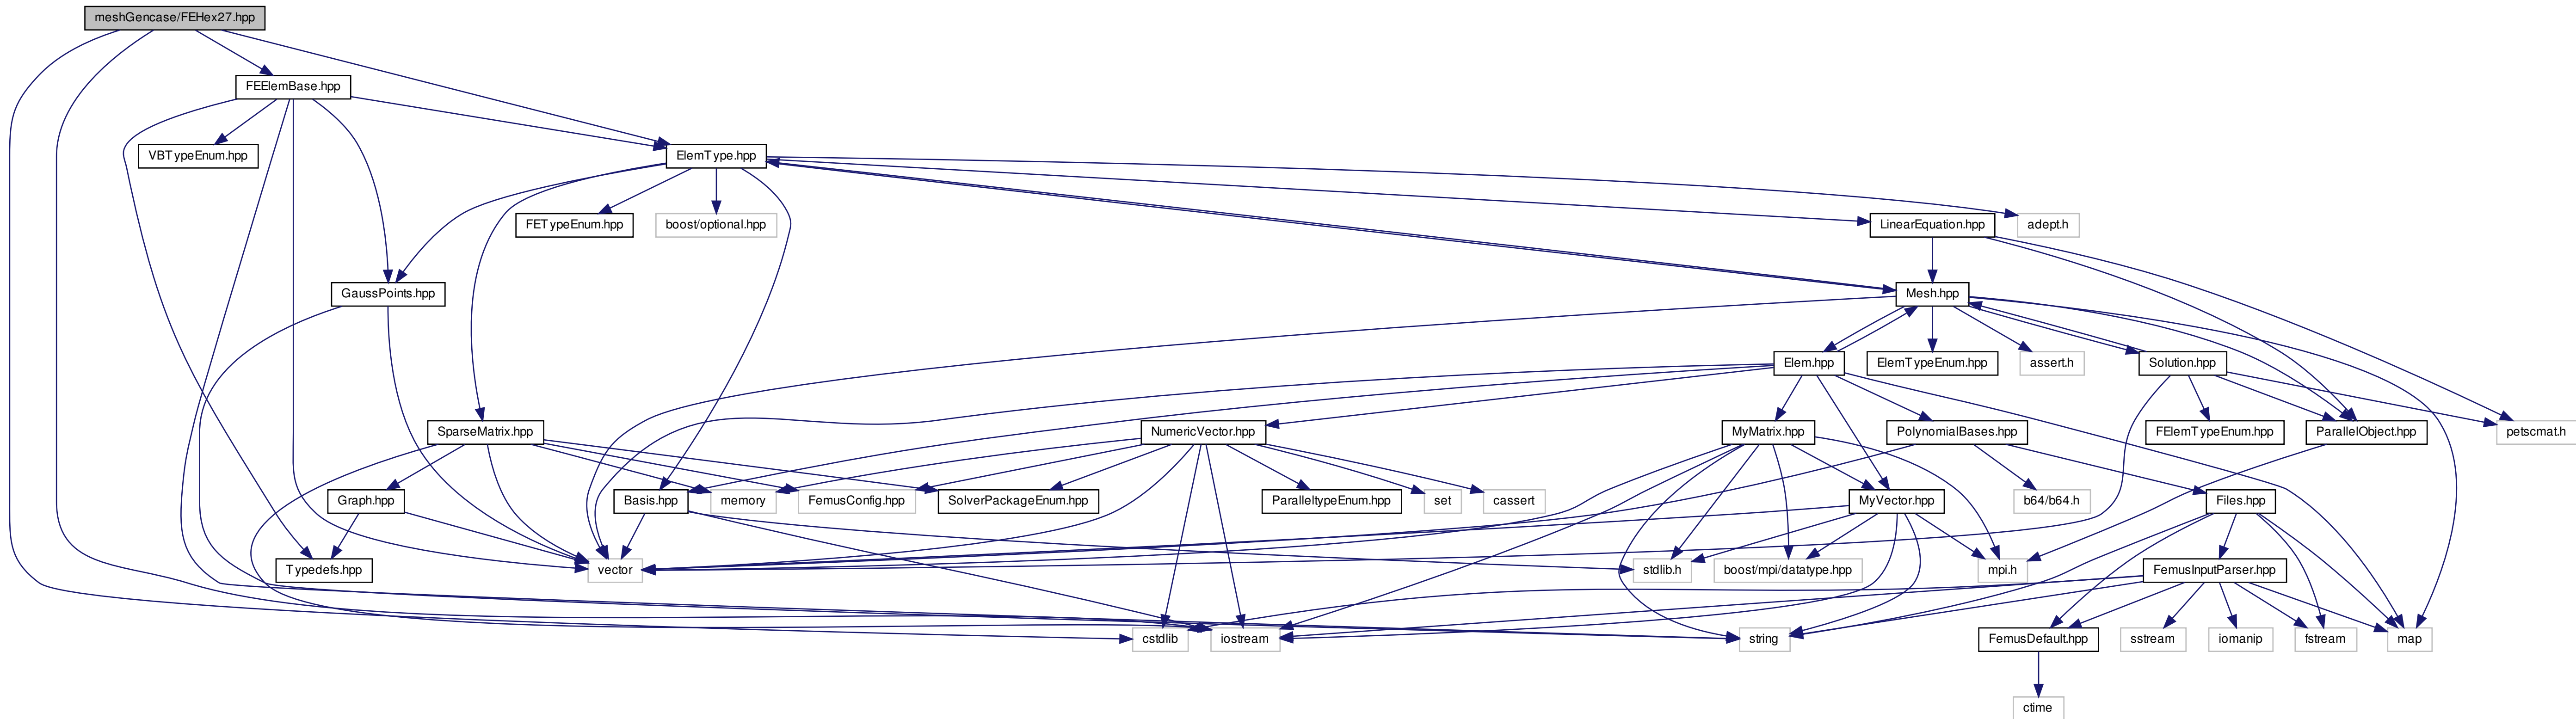 meshGencase/FEHex27.hpp
FEElemBase.hpp
VBTypeEnum.hpp
ElemType.hpp
FETypeEnum.hpp
boost/optional.hpp
LinearEquation.hpp
adept.h
GaussPoints.hpp
Mesh.hpp
Elem.hpp
ElemTypeEnum.hpp
assert.h
Solution.hpp
SparseMatrix.hpp
NumericVector.hpp
MyMatrix.hpp
PolynomialBases.hpp
FElemTypeEnum.hpp
ParallelObject.hpp
petscmat.h
Graph.hpp
Basis.hpp
memory
FemusConfig.hpp
SolverPackageEnum.hpp
ParalleltypeEnum.hpp
set
cassert
MyVector.hpp
b64/b64.h
Files.hpp
Typedefs.hpp
vector
stdlib.h
boost/mpi/datatype.hpp
mpi.h
FemusInputParser.hpp
cstdlib
iostream
string
FemusDefault.hpp
sstream
iomanip
fstream
map
ctime